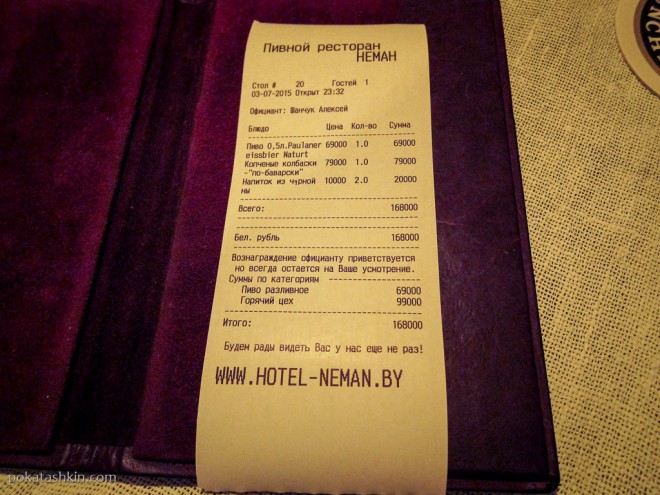 Пивной ресторан
НЕМАН
Стол # 20 Гостей 1
03-07-2015 Открыт 23:32
Официант: Шанчук Алексей
Блюдо Цена Кол-во Сумма
Пиво 0,5л.Paulaner 69000 1.0 69000
eissbier Naturt
Копченые колбаски 79000 1.0 79000
-"по-баварски"
Напиток из чрной 10000 2.0 20000
ны
Всего: 168000
Бел. рубль 168000
Вознаграждение официанту приветствуется
но всегда остается на Ваше усмотрение.
Суммы по категориям
Пиво разливное 69000
Горячий цех 99000
Итого: 168000
Будем рады видеть Вас у нас еще не раз!
WWW.HOTEL-NEMAN.BY
pokatashkin.com